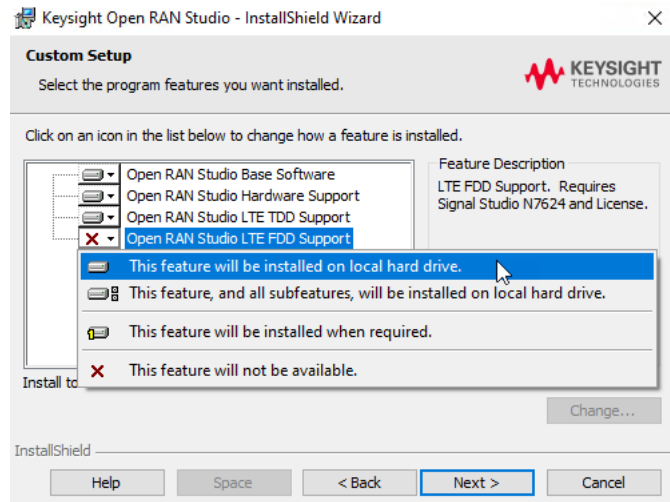 Keysight Open RAN Studio - InstallShield Wizard
Custom Setup
Select the program features you want installed.
KEYSIGHT
TECHNOLOGIES
Click on an icon in the list below to change how a feature is installed.
Open RAN Studio Base Software
Open RAN Studio Hardware Support
Open RAN Studio LTE TDD Support
Open RAN Studio LTE FDD Support
Feature Description
LTE FDD Support. Requires
Signal Studio N7624 and License.
This feature will be installed on local hard drive.
This feature, and all subfeatures, will be installed on local hard drive.
This feature will be installed when required.
This feature will not be available.
Install to
Change...
InstallShield
Help
Space
< Back
Next >
Cancel